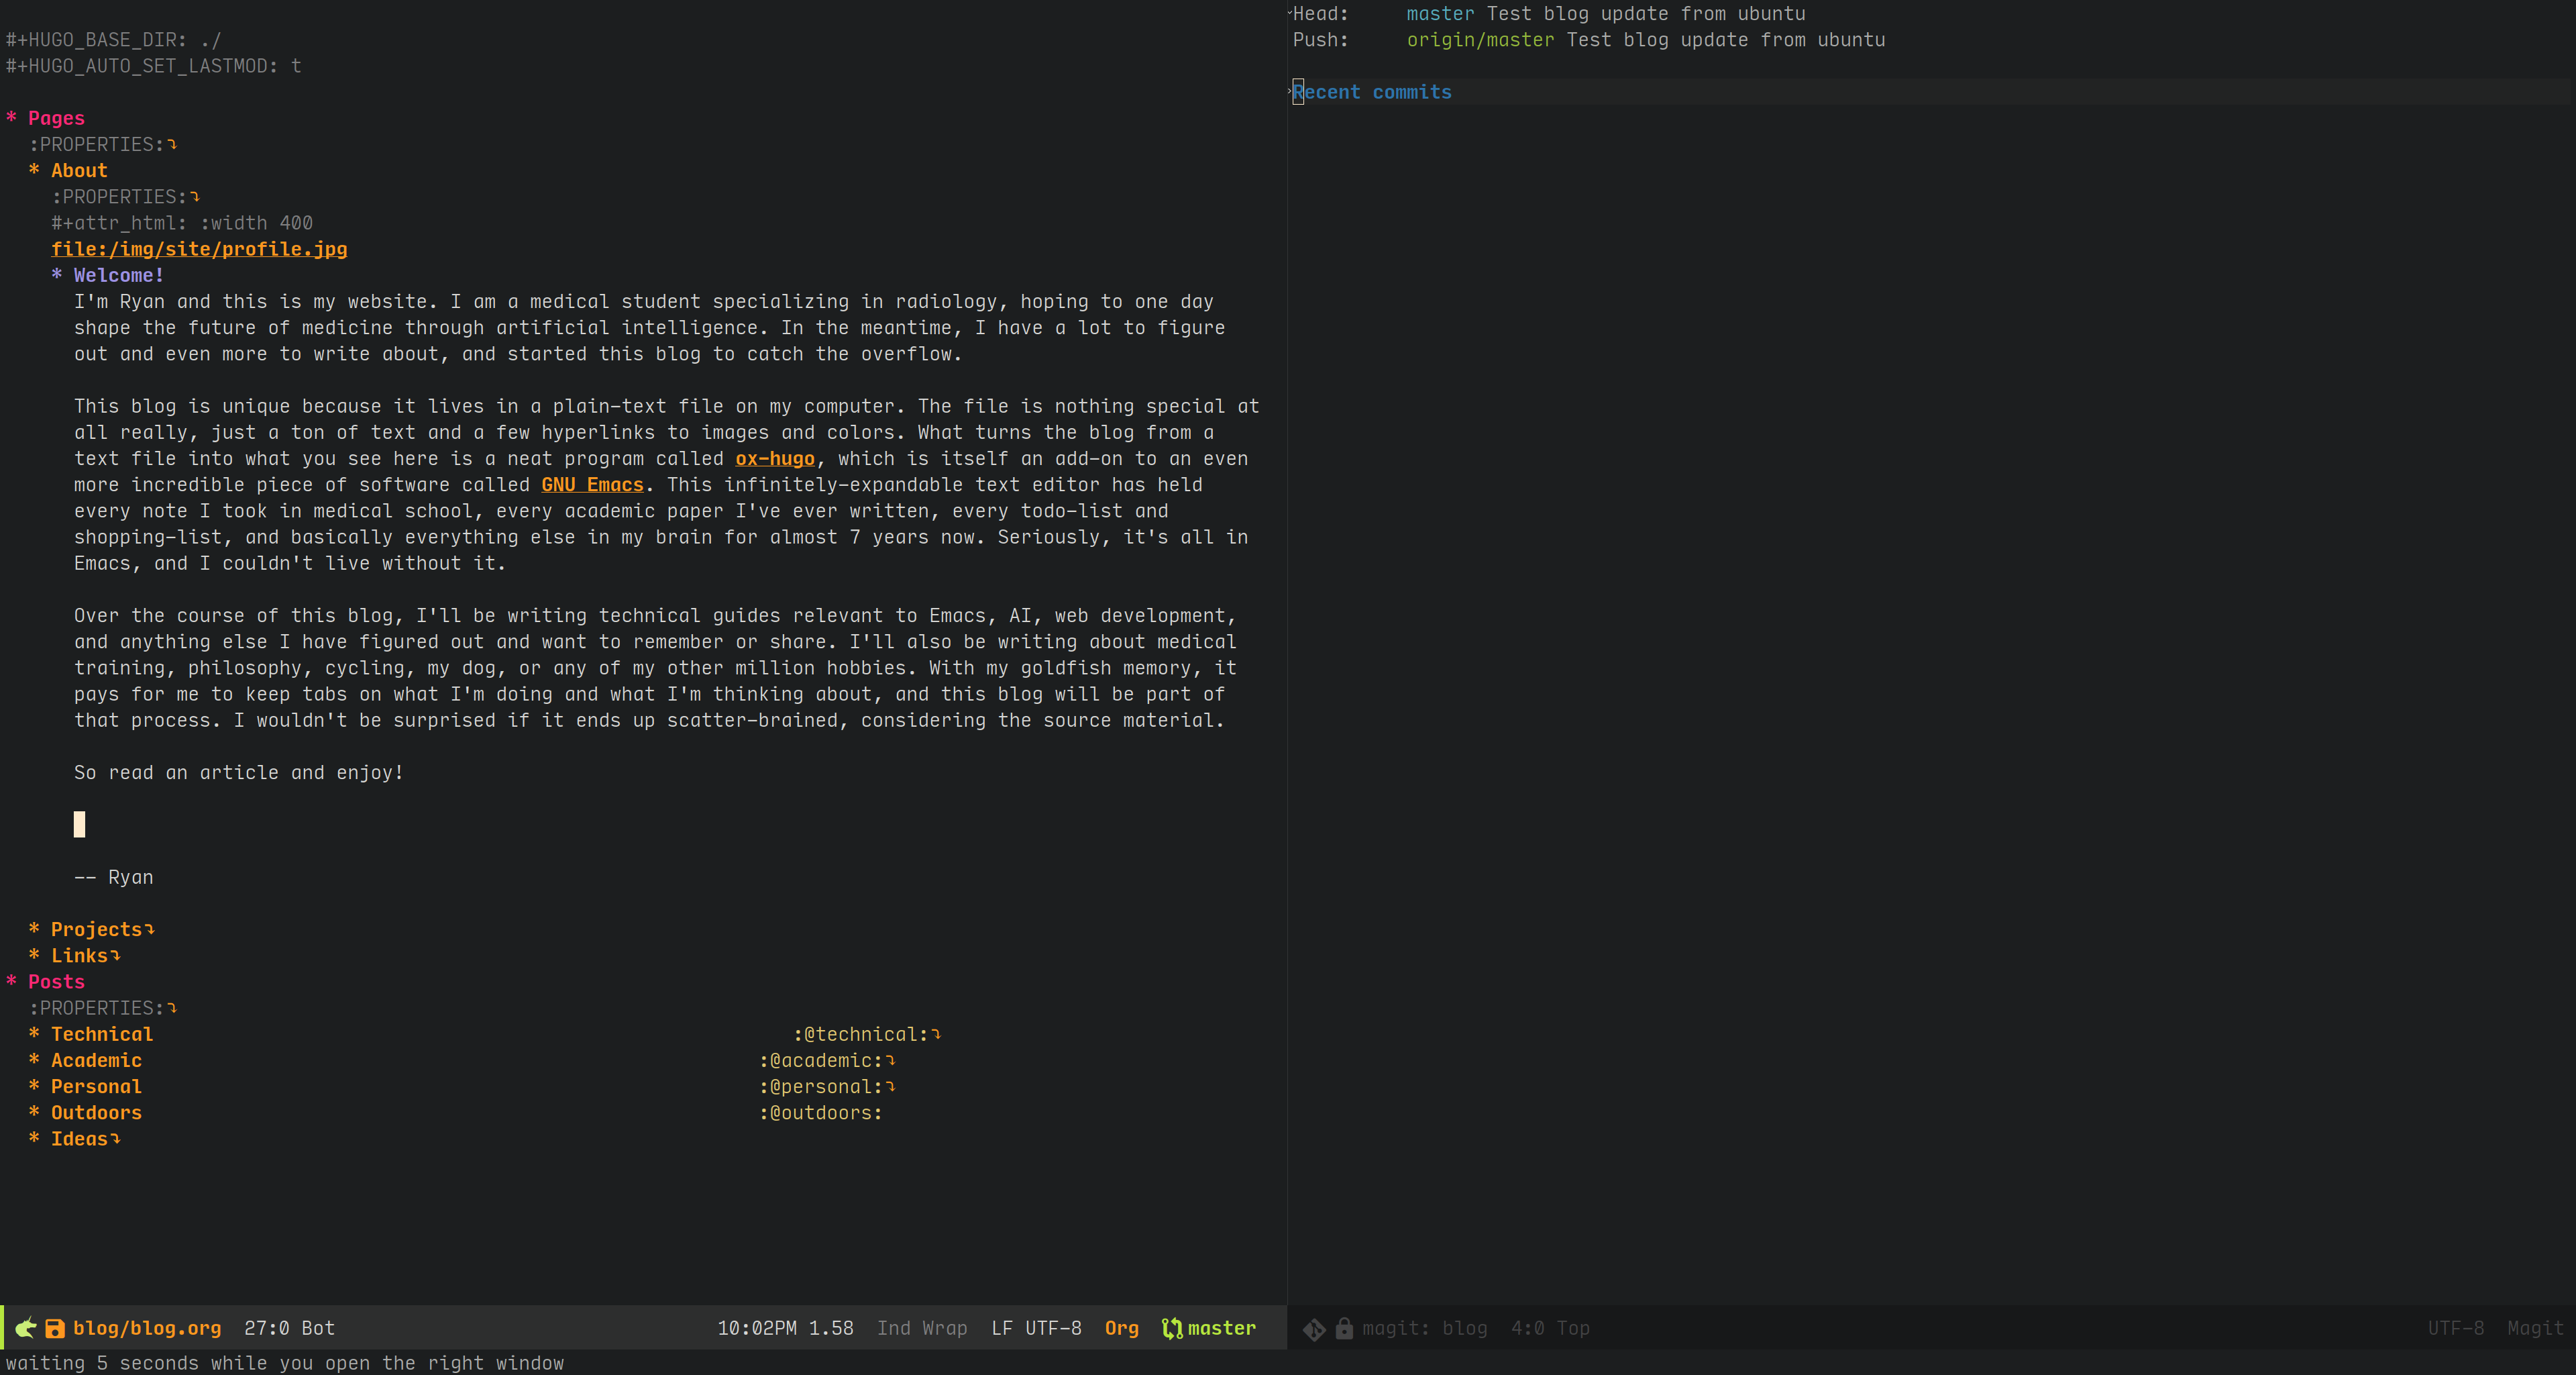 #+HUGO_BASE_DIR: ./
#+HUGO_AUTO_SET_LASTMOD: t
* Pages
:PROPERTIES:⤵
* About
:PROPERTIES:⤵
#+attr_html: :width 400
file:/img/site/profile.jpg
* Welcome!
I'm Ryan and this is my website. I am a medical student specializing in radiology, hoping to one day
shape the future of medicine through artificial intelligence. In the meantime, I have a lot to figure
out and even more to write about, and started this blog to catch the overflow.
This blog is unique because it lives in a plain-text file on my computer. The file is nothing special at
all really, just a ton of text and a few hyperlinks to images and colors. What turns the blog from a
text file into what you see here is a neat program called ox-hugo, which is itself an add-on to an even
more incredible piece of software called GNU Emacs. This infinitely-expandable text editor has held
every note I took in medical school, every academic paper I've ever written, every todo-list and
shopping-list, and basically everything else in my brain for almost 7 years now. Seriously, it's all in
Emacs, and I couldn't live without it.
Over the course of this blog, I'll be writing technical guides relevant to Emacs, AI, web development,
and anything else I have figured out and want to remember or share. I'll also be writing about medical
training, philosophy, cycling, my dog, or any of my other million hobbies. With my goldfish memory, it
pays for me to keep tabs on what I'm doing and what I'm thinking about, and this blog will be part of
that process. I wouldn't be surprised if it ends up scatter-brained, considering the source material.
So read an article and enjoy!
-- Ryan
* Projects⤵
* Links⤵
* Posts
:PROPERTIES:⤵
* Technical :@technical:⤵
* Academic :@academic:⤵
* Personal :@personal:⤵
* Outdoors :@outdoors:
* Ideas⤵
blog/blog.org 27:0 Bot 10:02PM 1.58 Ind Wrap LF UTF-8 Org master
waiting 5 seconds while you open the right window
Head: master Test blog update from ubuntu
Push: origin/master Test blog update from ubuntu
Recent commits
magit: blog 4:0 Top UTF-8 Magit